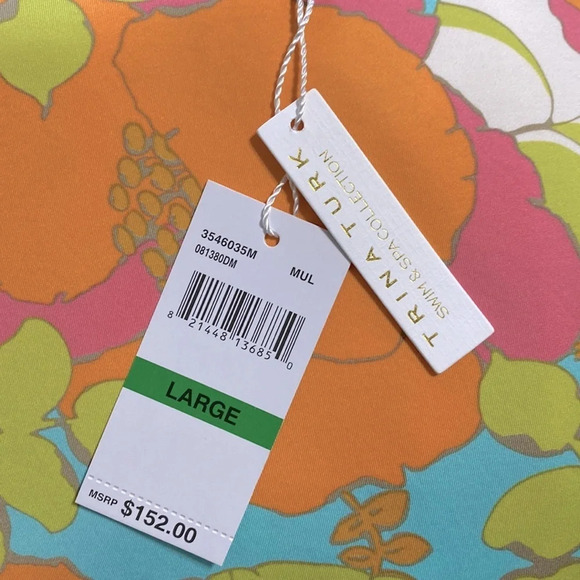 TRINA TURK
SWIM & SPA COLLECTION
3546035M
081380DM
MUL
8 21448 13685 0
LARGE
MSRP $152.00